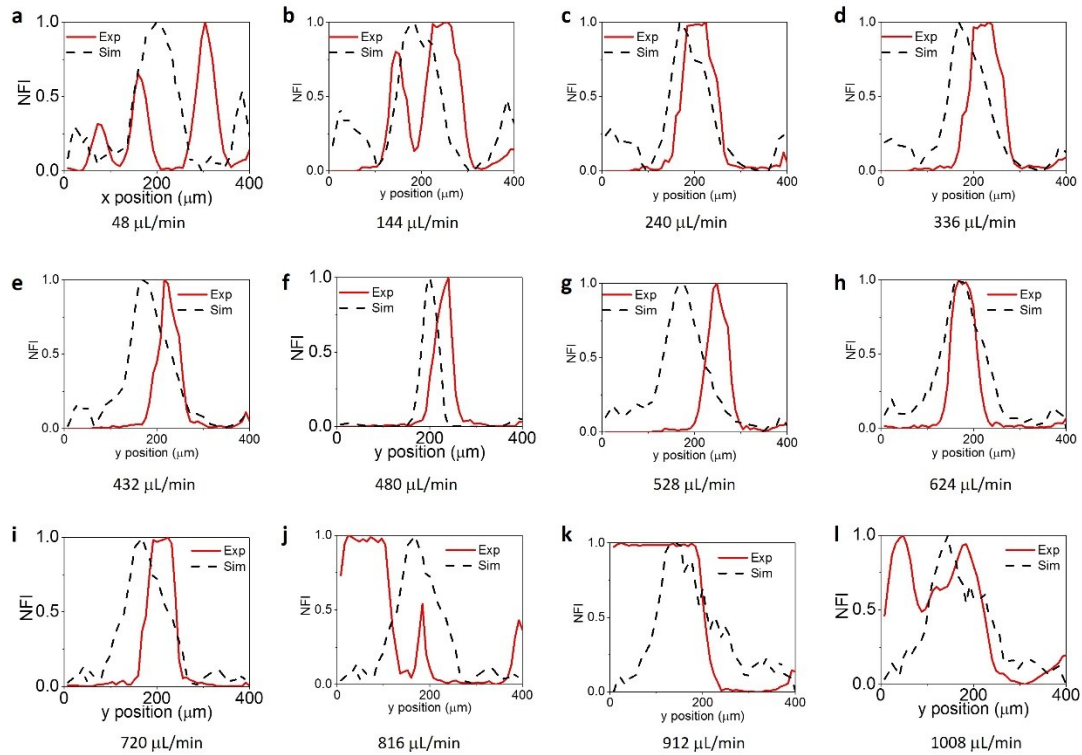 a b c d
1.0 1.0 1.0 1.0
Exp Exp Exp Exp
Sim Sim Sim Sim
NFI NFI NFI NFI
0.5 0.5 0.5 0.5
0.0 0.0 0.0 0.0
0 200 400 0 200 400 0 200 400 0 200 400
x position (μm) y position (μm) y position (μm) y position (μm)
48 μL/min 144 μL/min 240 μL/min 336 μL/min
e f g h
1.0 1.0 1.0 1.0
Exp Exp Exp Exp
Sim Sim Sim Sim
NFI NFI NFI NFI
0.5 0.5 0.5 0.5
0.0 0.0 0.0 0.0
0 200 400 0 200 400 0 200 400 0 200 400
y position (μm) y position (μm) y position (μm) y position (μm)
432 μL/min 480 μL/min 528 μL/min 624 μL/min
i j k l
1.0 1.0 1.0 1.0
Exp Exp Exp Exp
Sim Sim Sim Sim
NFI NFI NFI NFI
0.5 0.5 0.5 0.5
0.0 0.0 0.0 0.0
0 200 400 0 200 400 0 200 400 0 200 400
y position (μm) y position (μm) y position (μm) y position (μm)
720 μL/min 816 μL/min 912 μL/min 1008 μL/min